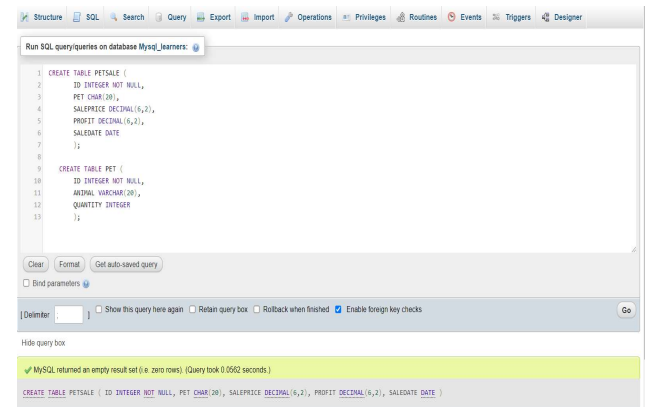 Structure SQL Search Query Export Import Operations Privileges Routines Events Triggers Designer
Run SQL query/queries on database Mysql_learners:
1 CREATE TABLE PETSALE (
2 ID INTEGER NOT NULL,
3 PET CHAR(20),
4 SALEPRICE DECIMAL(6,2),
5 PROFIT DECIMAL(6,2),
6 SALEDATE DATE
7 );
8
9 CREATE TABLE PET (
10 ID INTEGER NOT NULL,
11 ANIMAL VARCHAR(20),
12 QUANTITY INTEGER
13 );
Clear Format Get auto-saved query
Bind parameters
[ Delimiter ; ] Show this query here again Retain query box Rollback when finished Enable foreign key checks Go
Hide query box
MySQL returned an empty result set (i.e. zero rows). (Query took 0.0562 seconds.)
CREATE TABLE PETSALE ( ID INTEGER NOT NULL, PET CHAR(20), SALEPRICE DECIMAL(6,2), PROFIT DECIMAL(6,2), SALEDATE DATE )